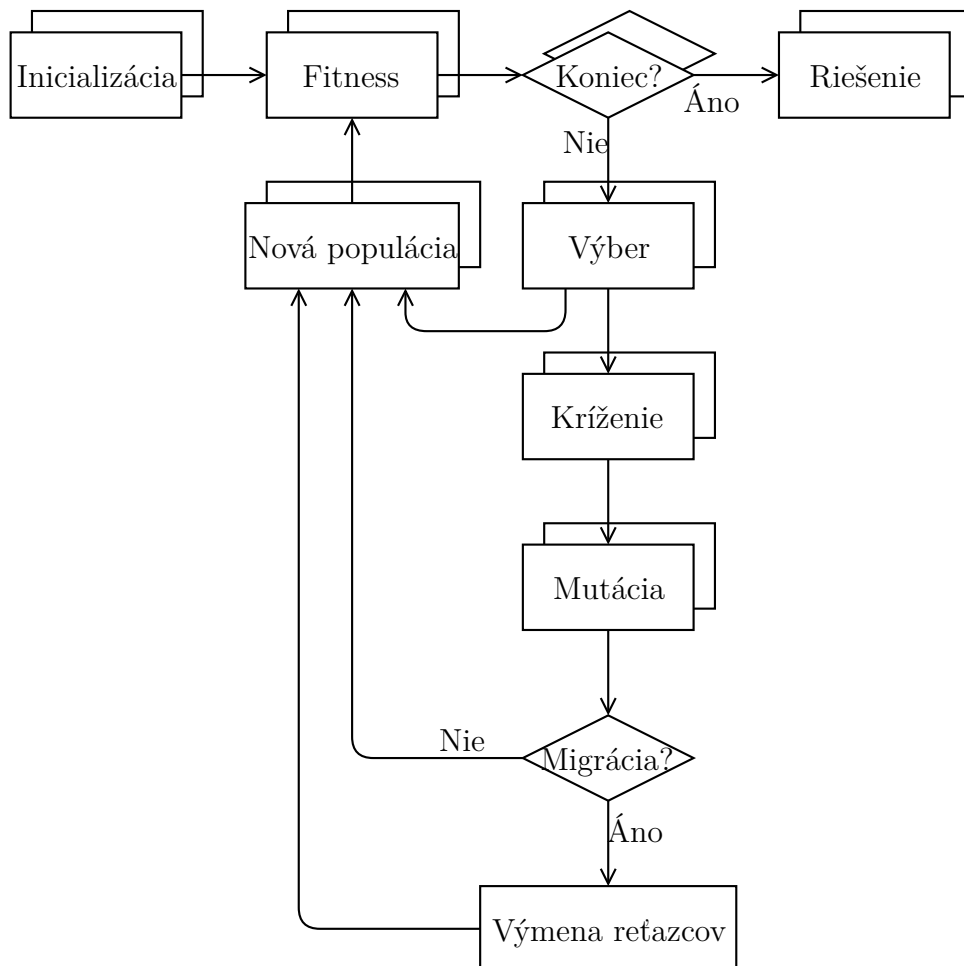 Inicializácia
Fitness
Koniec?
Riešenie
Áno
Nie
Nová populácia
Výber
Kríženie
Mutácia
Nie
Migrácia?
Áno
Výmena reťazcov